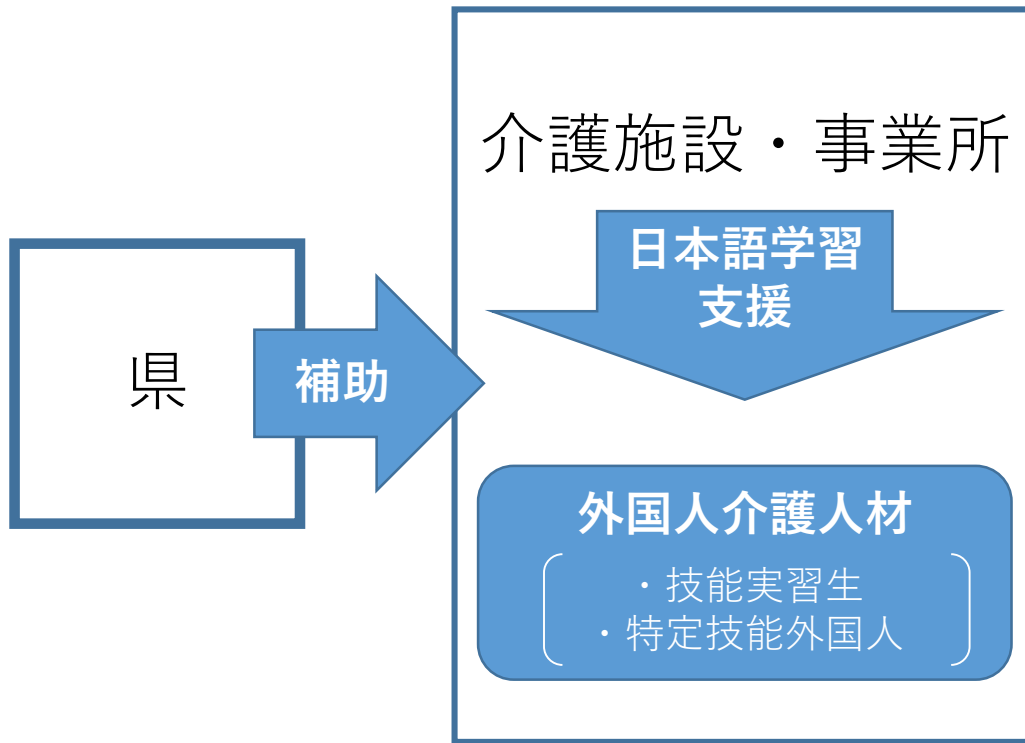 介護施設・事業所
日本語学習
支援
県
補助
外国人介護人材
・技能実習生
・特定技能外国人